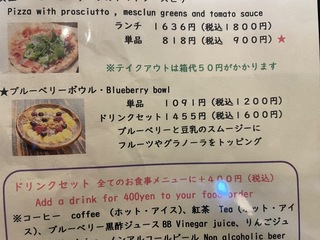 Pizza with prosciutto , mesclun greens and tomato sauce
ランチ 1636円(税込1800円)
単品 818円(税込 900円)★
※テイクアウトは箱代50円がかかります
★ブルーベリーボウル・Blueberry bowl
単品 1091円(税込1200円)
ドリンクセット1455円(税込1600円)
ブルーベリーと豆乳のスムージーに
フルーツやグラノーラをトッピング
ドリンクセット 全てのお食事メニューに+400円(税込)
Add a drink for 400yen to your food order
※コーヒー coffee (ホット・アイス)、紅茶 Tea (ホット・アイ
ス)、ブルーベリー黒酢ジュース BB Vinegar juice、りんごジュ
ノンアルコールビール Non alcoholic beer